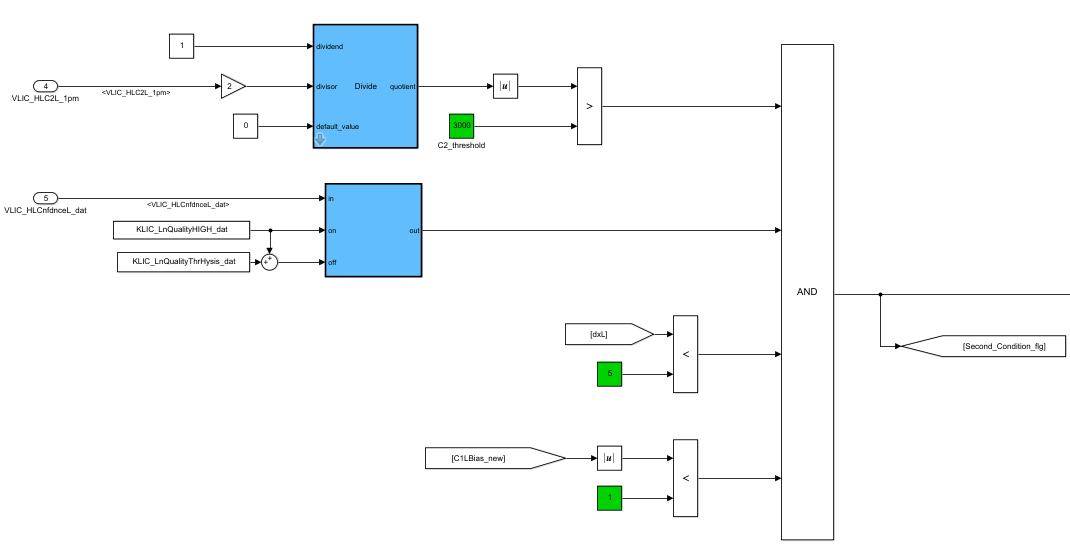 1
dividend
4
VLIC_HLC2L_1pm
<VLIC_HLC2L_1pm>
2
divisor
Divide
quotient
|u|
>
0
default_value
3000
C2_threshold
5
VLIC_HLCnfdnceL_dat
<VLIC_HLCnfdnceL_dat>
in
KLIC_LnQualityHIGH_dat
on
out
KLIC_LnQualityThrHysis_dat
+
+
off
AND
[dxL]
<
5
[Second_Condition_flg]
[C1LBias_new]
|u|
<
1